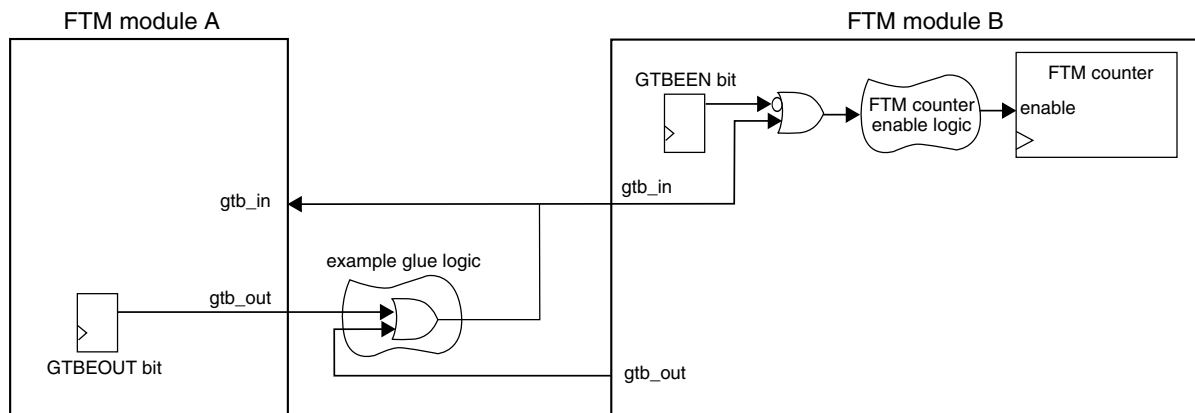 FTM module A
FTM module B
GTBEEN bit
FTM counter
enable logic
FTM counter
enable
gtb_in
gtb_in
example glue logic
gtb_out
GTBEOUT bit
gtb_out